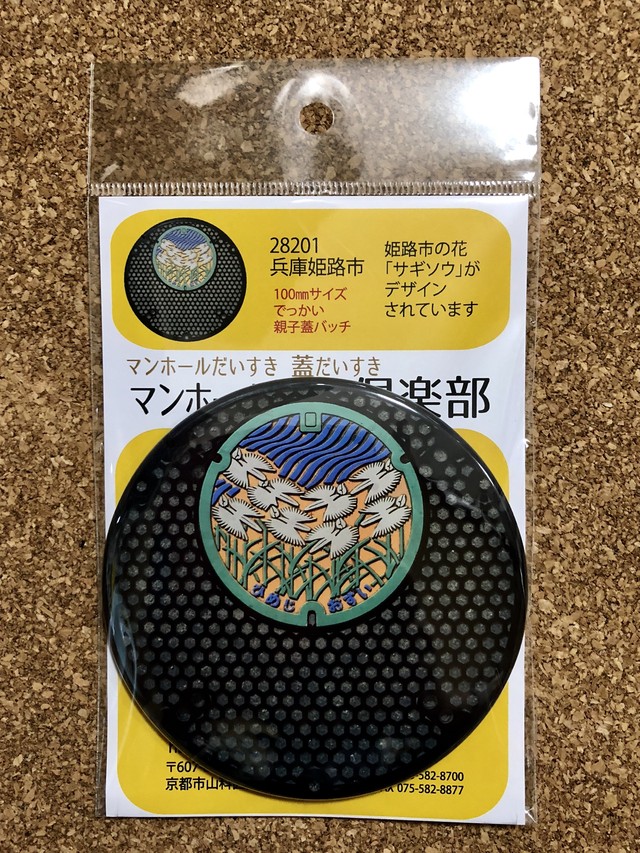 28201
兵庫姫路市
100mmサイズ
でっかい
親子蓋バッチ
姫路市の花
「サギソウ」が
デザイン
されています
マンホールだいすき 蓋だいすき
マンホ 倶楽部
ひめじ おすい
〒607
京都市山科
582-8700
FAX 075-582-8877